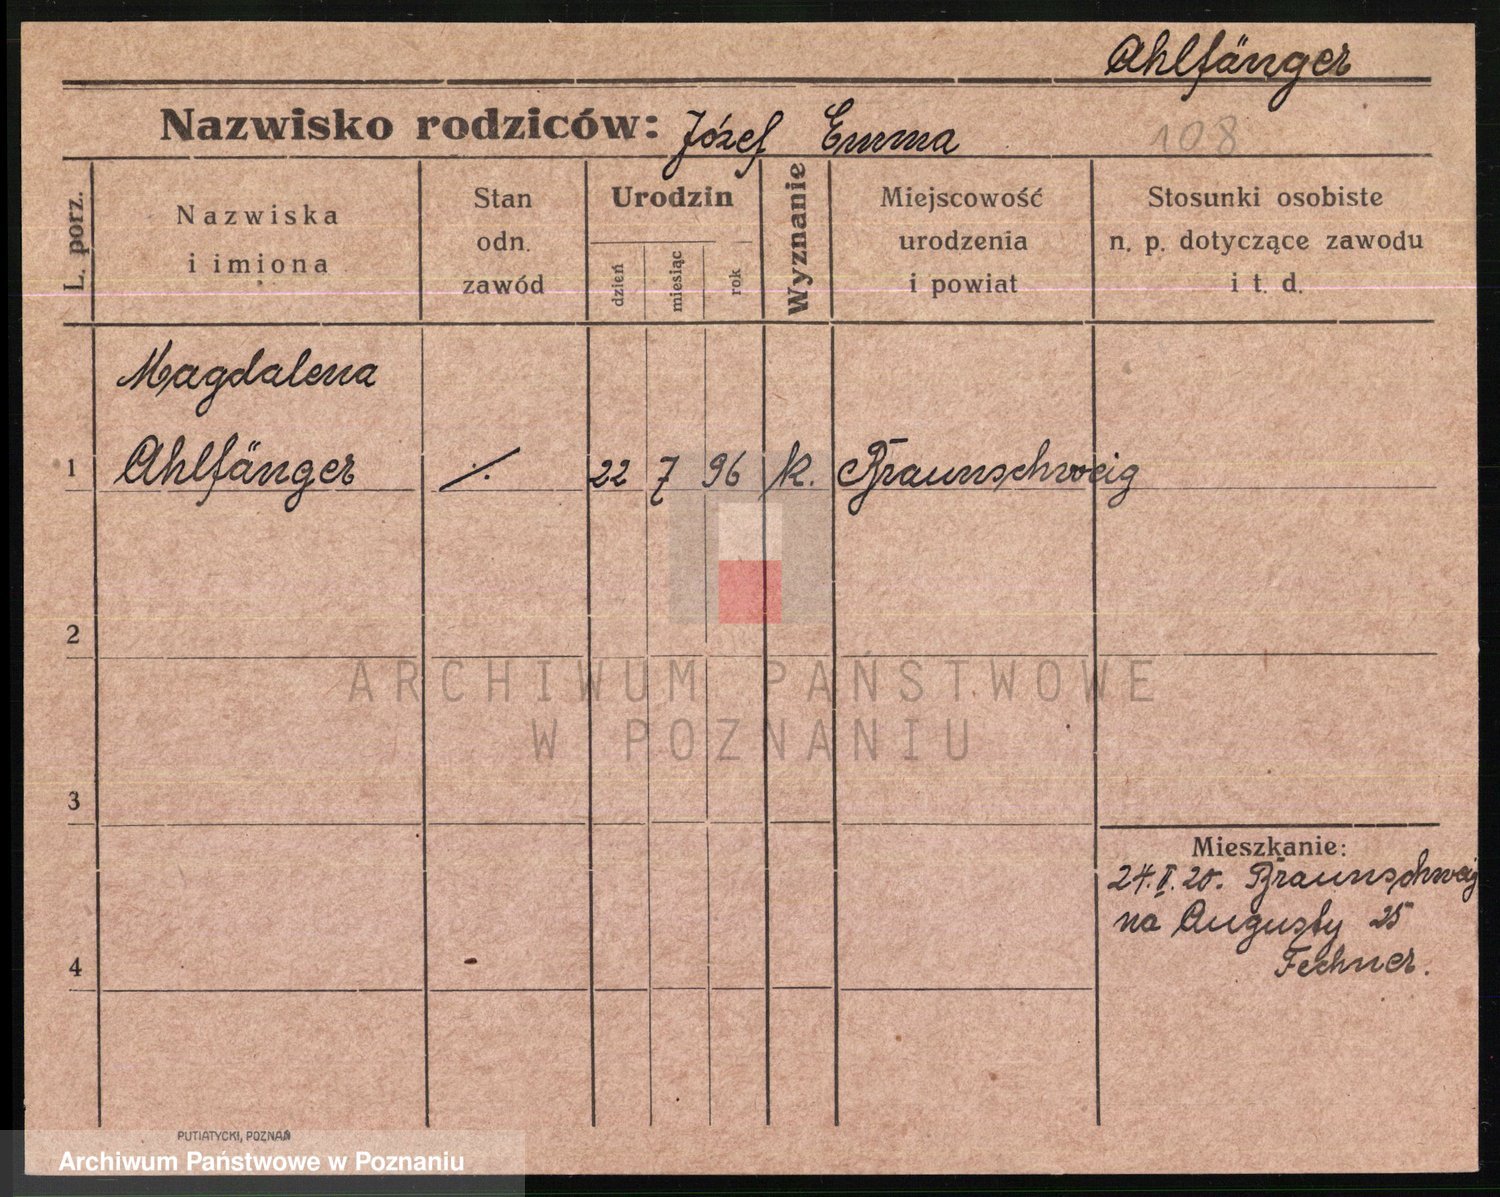 Ahlfänger
Nazwisko rodziców: Józef Emma
108
L. porz.
Nazwiska
i imiona
Stan
odn.
zawód
Urodzin
dzień
miesiąc
rok
Wyznanie
Miejscowość
urodzenia
i powiat
Stosunki osobiste
n. p. dotyczące zawodu
i t. d.
Magdalena
1 Ahlfänger /. 22 7 96 k. Braunschweig
2
ARCHIWUM PAŃSTWOWE
W POZNANIU
3
Mieszkanie:
24. II. 20. Braunschweig
na Augusty 25
Fechner.
4
PUTIATYCKI, POZNAŃ
Archiwum Państwowe w Poznaniu